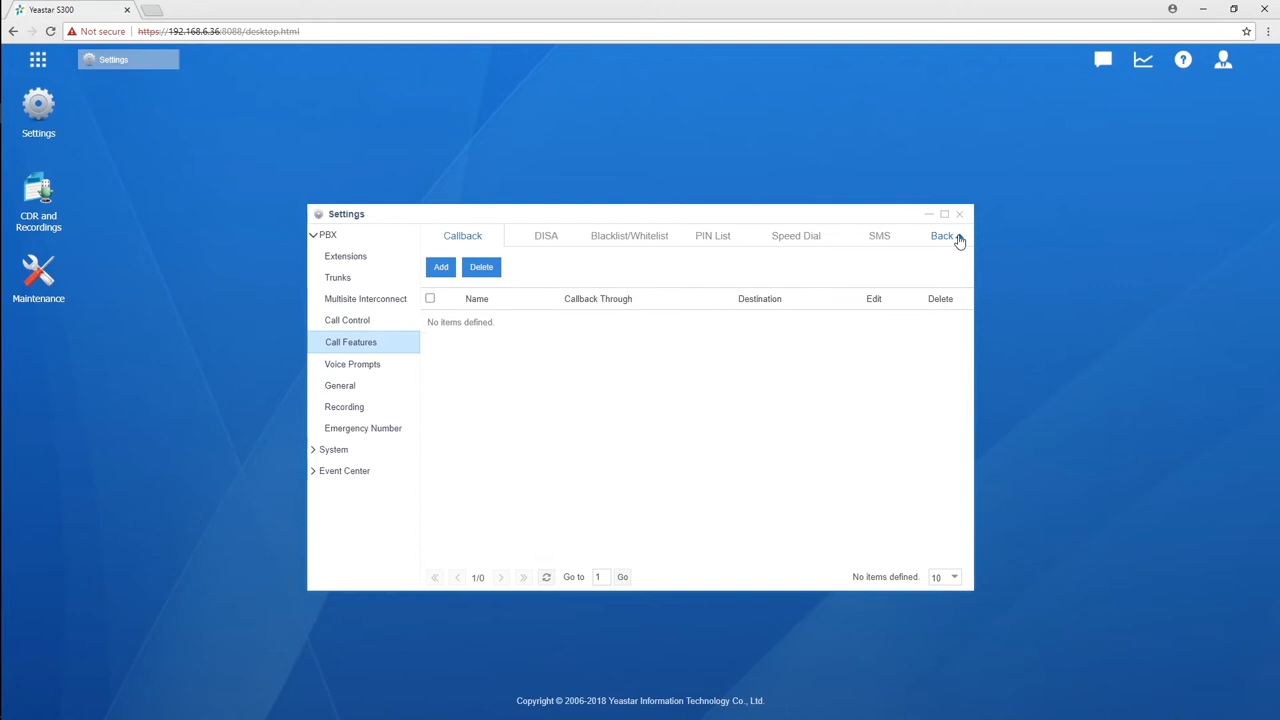 Yeastar S300
Not secure
https://192.168.6.36:8088/desktop.html
Settings
Settings
CDR and
Recordings
Maintenance
Settings
PBX
Extensions
Trunks
Multisite Interconnect
Call Control
Call Features
Voice Prompts
General
Recording
Emergency Number
System
Event Center
Callback DISA Blacklist/Whitelist PIN List Speed Dial SMS Back
Add Delete
Name Callback Through Destination Edit Delete
No items defined.
1/0 Go to 1 Go No items defined. 10
Copyright © 2006-2018 Yeastar Information Technology Co., Ltd.